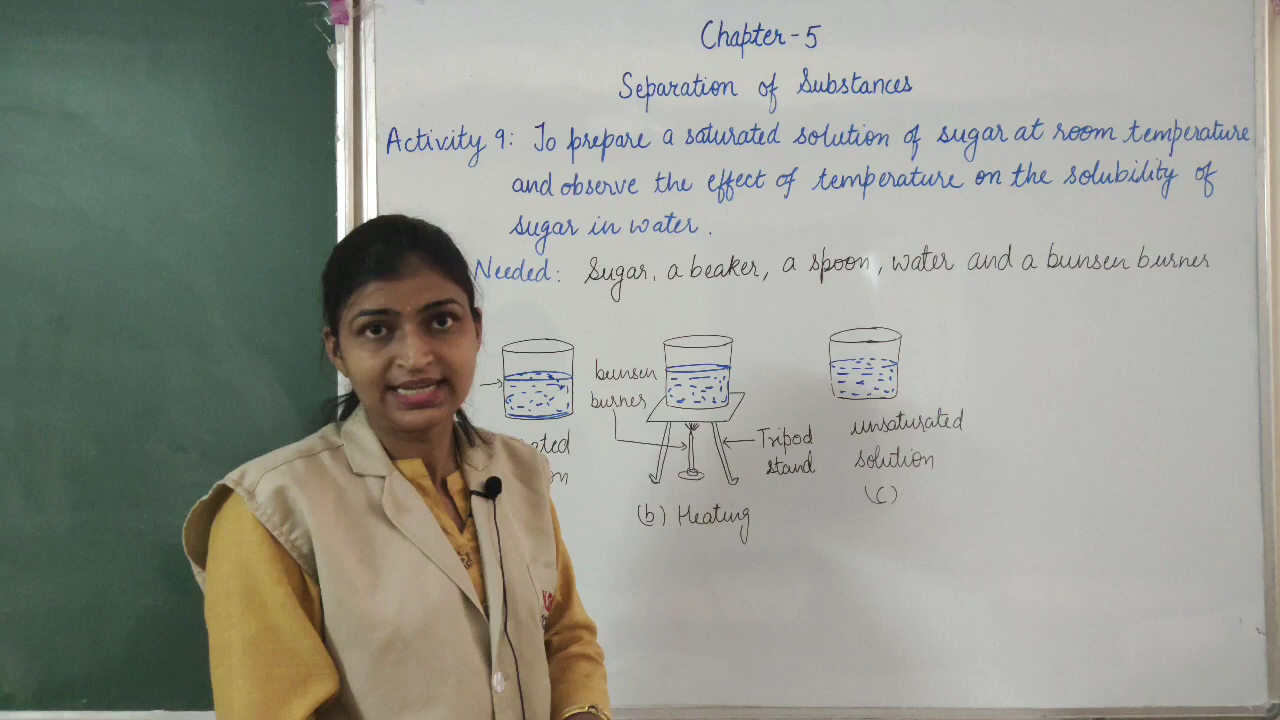 Chapter-5
Separation of Substances
Activity 9: To prepare a saturated solution of sugar at room temperature
and observe the effect of temperature on the solubility of
sugar in water.
Needed: Sugar, a beaker, a spoon, water and a bunsen burner
bunsen
burner
Tripod
stand
(b) Heating
unsaturated
solution
(c)